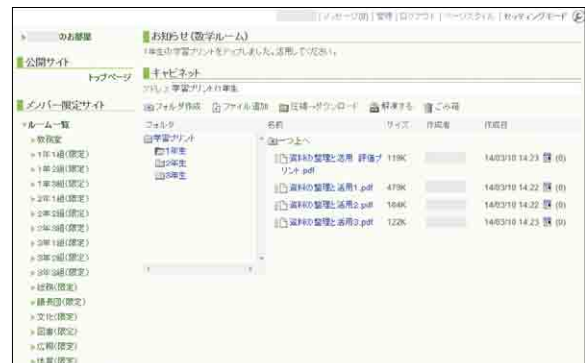 メッセージ(0) | 管理 | ログアウト | ページスタイル | セッティングモード
のお部屋
公開サイト
トップページ
メンバー限定サイト
ルーム一覧
教務室
1年1組(限定)
1年2組(限定)
1年3組(限定)
2年1組(限定)
2年2組(限定)
2年3組(限定)
3年1組(限定)
3年2組(限定)
3年3組(限定)
総務(限定)
議長団(限定)
文化(限定)
図書(限定)
広報(限定)
体育(限定)
お知らせ(数学ルーム)
1年生の学習プリントをアップしました。活用してください。
キャビネット
アドレス 学習プリント/1年生
フォルダ作成 ファイル追加 圧縮→ダウンロード 解凍する ごみ箱
フォルダ 名前 サイズ 作成者 作成日
学習プリント
1年生
2年生
3年生
一つ上へ
資料の整理と活用 評価プリント.pdf 119K 14/03/10 14:23 (0)
資料の整理と活用1.pdf 479K 14/03/10 14:22 (0)
資料の整理と活用2.pdf 104K 14/03/10 14:22 (0)
資料の整理と活用3.pdf 122K 14/03/10 14:23 (0)